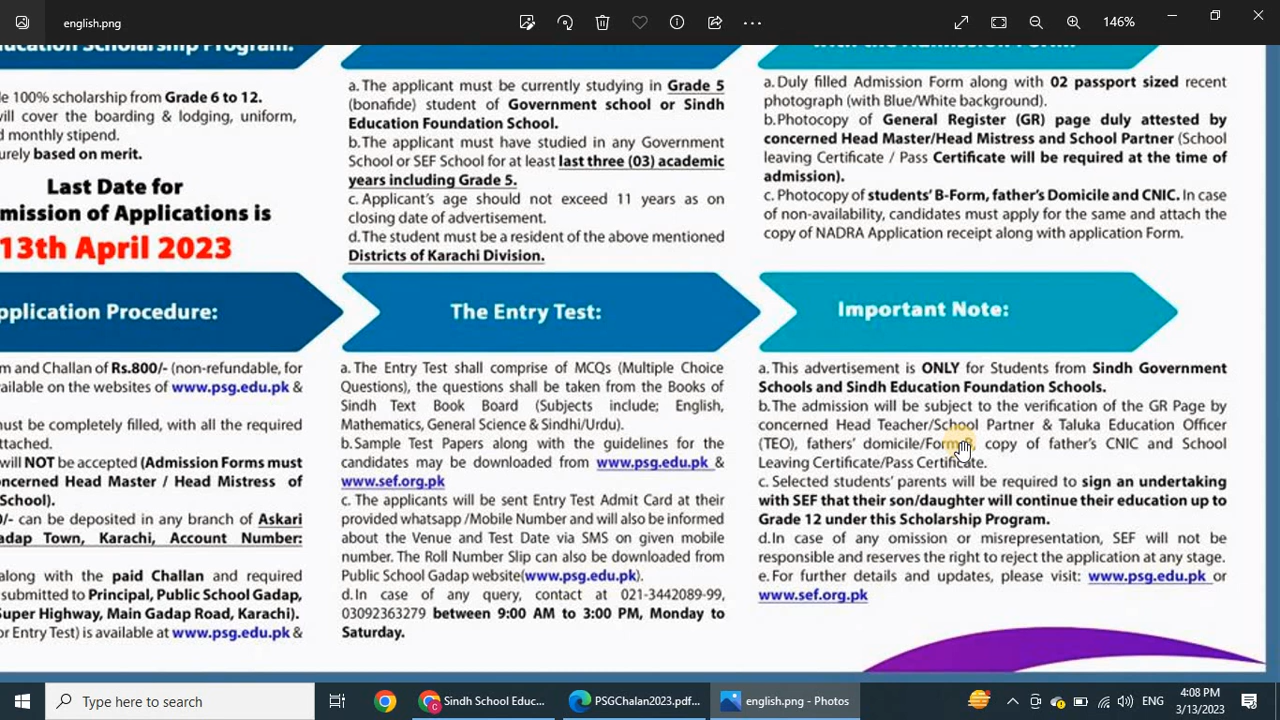 english.png
146%
ducation Scholarship Program.
with the Admission Form:
le 100% scholarship from Grade 6 to 12.
vill cover the boarding & lodging, uniform,
d monthly stipend.
urely based on merit.
Last Date for
mission of Applications is
13th April 2023
a. The applicant must be currently studying in Grade 5
(bonafide) student of Government school or Sindh
Education Foundation School.
b. The applicant must have studied in any Government
School or SEF School for at least last three (03) academic
years including Grade 5.
c. Applicant's age should not exceed 11 years as on
closing date of advertisement.
d. The student must be a resident of the above mentioned
Districts of Karachi Division.
a. Duly filled Admission Form along with 02 passport sized recent
photograph (with Blue/White background).
b. Photocopy of General Register (GR) page duly attested by
concerned Head Master/Head Mistress and School Partner (School
leaving Certificate / Pass Certificate will be required at the time of
admission).
c. Photocopy of students' B-Form, father's Domicile and CNIC. In case
of non-availability, candidates must apply for the same and attach the
copy of NADRA Application receipt along with application Form.
pplication Procedure:
m and Challan of Rs.800/- (non-refundable, for
vailable on the websites of www.psg.edu.pk &
must be completely filled, with all the required
ttached.
will NOT be accepted (Admission Forms must
oncerned Head Master / Head Mistress of
School).
0/- can be deposited in any branch of Askari
adap Town, Karachi, Account Number:
along with the paid Challan and required
submitted to Principal, Public School Gadap,
Super Highway, Main Gadap Road, Karachi).
or Entry Test) is available at www.psg.edu.pk &
The Entry Test:
a. The Entry Test shall comprise of MCQs (Multiple Choice
Questions), the questions shall be taken from the Books of
Sindh Text Book Board (Subjects include; English,
Mathematics, General Science & Sindhi/Urdu).
b. Sample Test Papers along with the guidelines for the
candidates may be downloaded from www.psg.edu.pk &
www.sef.org.pk
c. The applicants will be sent Entry Test Admit Card at their
provided whatsapp /Mobile Number and will also be informed
about the Venue and Test Date via SMS on given mobile
number. The Roll Number Slip can also be downloaded from
Public School Gadap website(www.psg.edu.pk).
d. In case of any query, contact at 021-3442089-99,
03092363279 between 9:00 AM to 3:00 PM, Monday to
Saturday.
Important Note:
a. This advertisement is ONLY for Students from Sindh Government
Schools and Sindh Education Foundation Schools.
b. The admission will be subject to the verification of the GR Page by
concerned Head Teacher/School Partner & Taluka Education Officer
(TEO), fathers' domicile/Form copy of father's CNIC and School
Leaving Certificate/Pass Certificate.
c. Selected students' parents will be required to sign an undertaking
with SEF that their son/daughter will continue their education up to
Grade 12 under this Scholarship Program.
d. In case of any omission or misrepresentation, SEF will not be
responsible and reserves the right to reject the application at any stage.
e. For further details and updates, please visit: www.psg.edu.pk or
www.sef.org.pk
Type here to search
Sindh School Educ...
PSGChalan2023.pdf...
english.png - Photos
ENG
4:08 PM
3/13/2023